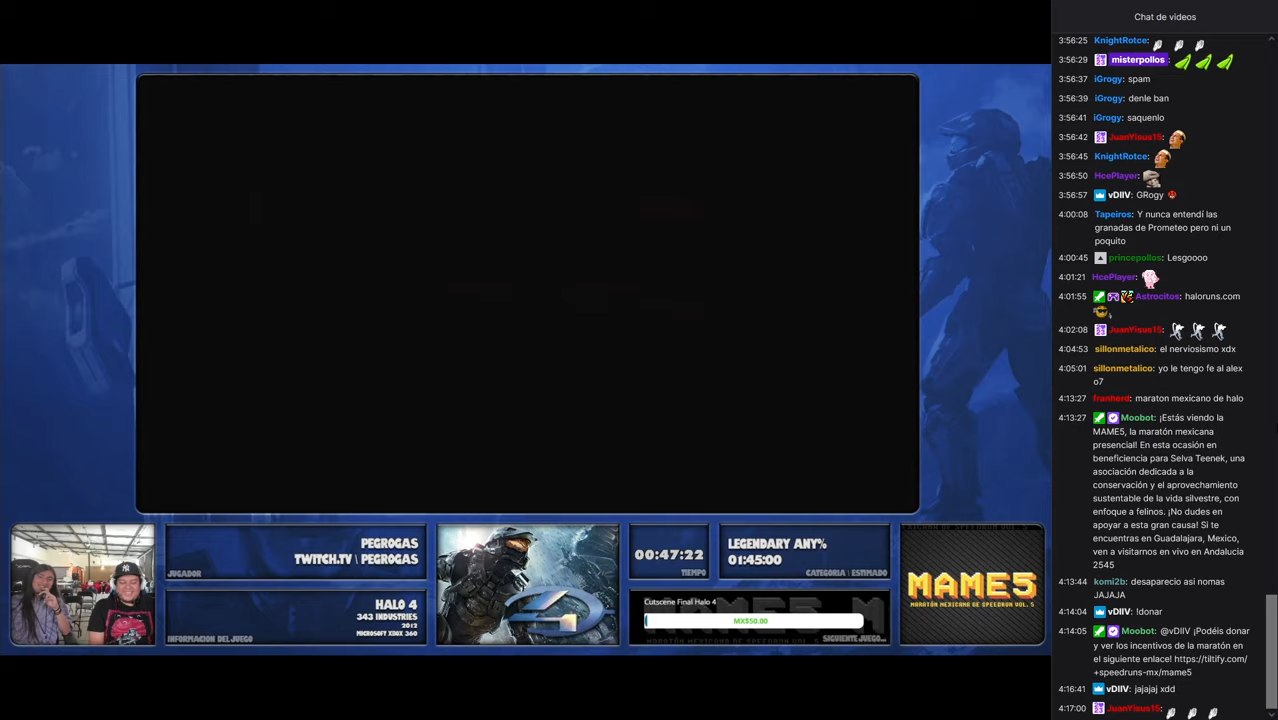 PEGROGAS
TWITCH.TV \ PEGROGAS
JUGADOR
HALO 4
343 INDUSTRIES
2012
MICROSOFT XBOX 360
INFORMACION DEL JUEGO
4
00:47:22
TIEMPO
LEGENDARY ANY%
01:45:00
CATEGORIA \ ESTIMADO
Cutscene Final Halo 4
MX$50.00
SIGUIENTE JUEGO...
MAME5
MARATÓN MEXICANA DE SPEEDRUN VOL. 5
Chat de videos
3:56:25 KnightRotce:
3:56:29 misterpollos :
3:56:37 iGrogy: spam
3:56:39 iGrogy: denle ban
3:56:41 iGrogy: saquenlo
3:56:42 JuanYisus15:
3:56:45 KnightRotce:
3:56:50 HcePlayer:
3:56:57 vDIIV: GRogy
4:00:08 Tapeiros: Y nunca entendí las
granadas de Prometeo pero ni un
poquito
4:00:45 princepollos: Lesgoooo
4:01:21 HcePlayer:
4:01:55 Astrocitos: haloruns.com
4:02:08 JuanYisus15:
4:04:53 sillonmetalico: el nerviosismo xdx
4:05:01 sillonmetalico: yo le tengo fe al alex
o7
4:13:27 franherd: maraton mexicano de halo
4:13:27 Moobot: ¡Estás viendo la
MAME5, la maratón mexicana
presencial! En esta ocasión en
beneficiencia para Selva Teenek, una
asociación dedicada a la
conservación y el aprovechamiento
sustentable de la vida silvestre, con
enfoque a felinos. ¡No dudes en
apoyar a esta gran causa! Si te
encuentras en Guadalajara, Mexico,
ven a visitarnos en vivo en Andalucia
2545
4:13:44 komi2b: desaparecio asi nomas
JAJAJA
4:14:04 vDIIV: !donar
4:14:05 Moobot: @vDIIV ¡Podéis donar
y ver los incentivos de la maratón en
el siguiente enlace! https://tiltify.com/
+speedruns-mx/mame5
4:16:41 vDIIV: jajajaj xdd
4:17:00 JuanYisus15: